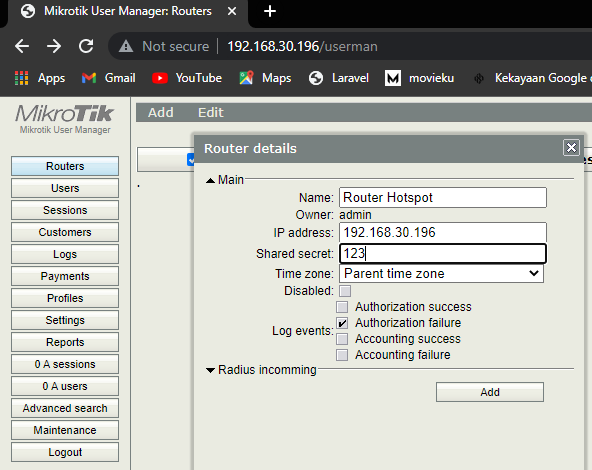 Mikrotik User Manager: Routers
Not secure | 192.168.30.196/userman
Apps Gmail YouTube Maps Laravel movieku Kekayaan Google
MikroTik
Mikrotik User Manager
Add Edit
Router details
Main
Routers
Users
Sessions
Customers
Logs
Payments
Profiles
Settings
Reports
0 A sessions
0 A users
Advanced search
Maintenance
Logout
Name: Router Hotspot
Owner: admin
IP address: 192.168.30.196
Shared secret: 123
Time zone: Parent time zone
Disabled:
Log events:
Authorization success
Authorization failure
Accounting success
Accounting failure
Radius incomming
Add